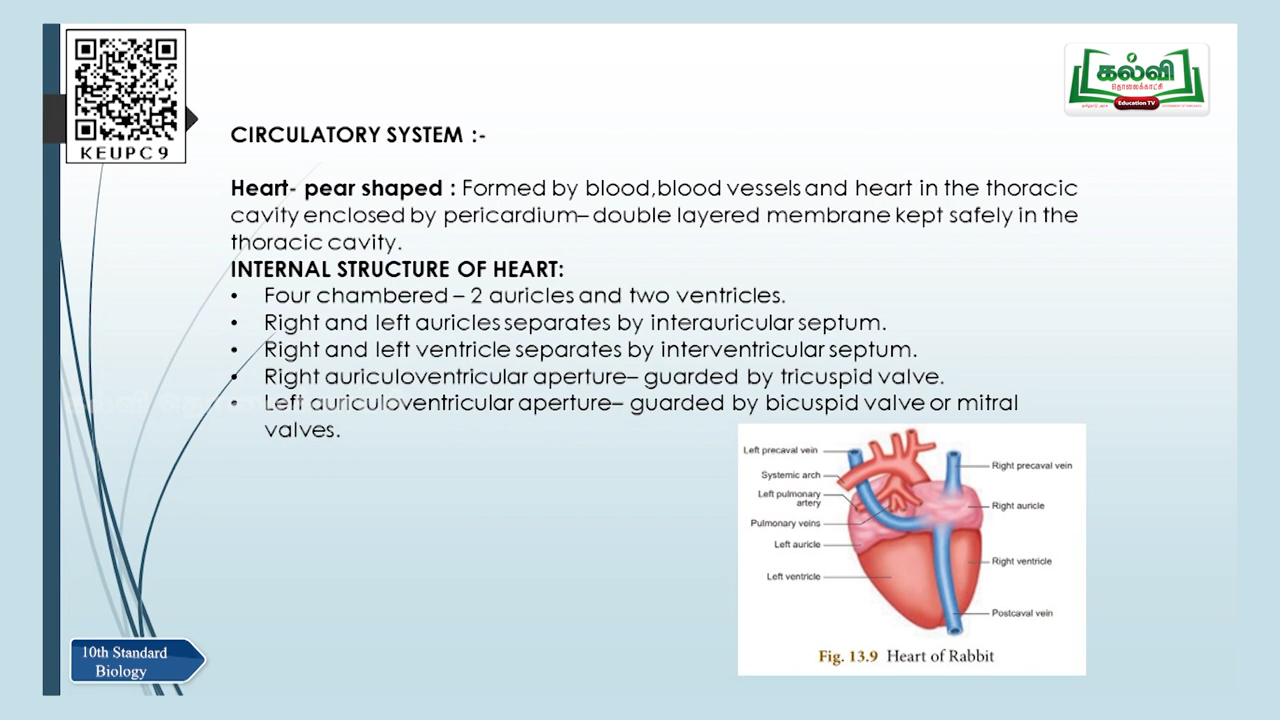 KEUPC9
கல்வி
தொலைக்காட்சி
Education TV
CIRCULATORY SYSTEM :-
Heart- pear shaped : Formed by blood,blood vessels and heart in the thoracic
cavity enclosed by pericardium– double layered membrane kept safely in the
thoracic cavity.
INTERNAL STRUCTURE OF HEART:
• Four chambered – 2 auricles and two ventricles.
• Right and left auricles separates by interauricular septum.
• Right and left ventricle separates by interventricular septum.
• Right auriculoventricular aperture– guarded by tricuspid valve.
• Left auriculoventricular aperture– guarded by bicuspid valve or mitral
valves.
Left precaval vein
Systemic arch
Left pulmonary
artery
Pulmonary veins
Left auricle
Left ventricle
Right precaval vein
Right auricle
Right ventricle
Postcaval vein
Fig. 13.9 Heart of Rabbit
10th Standard
Biology